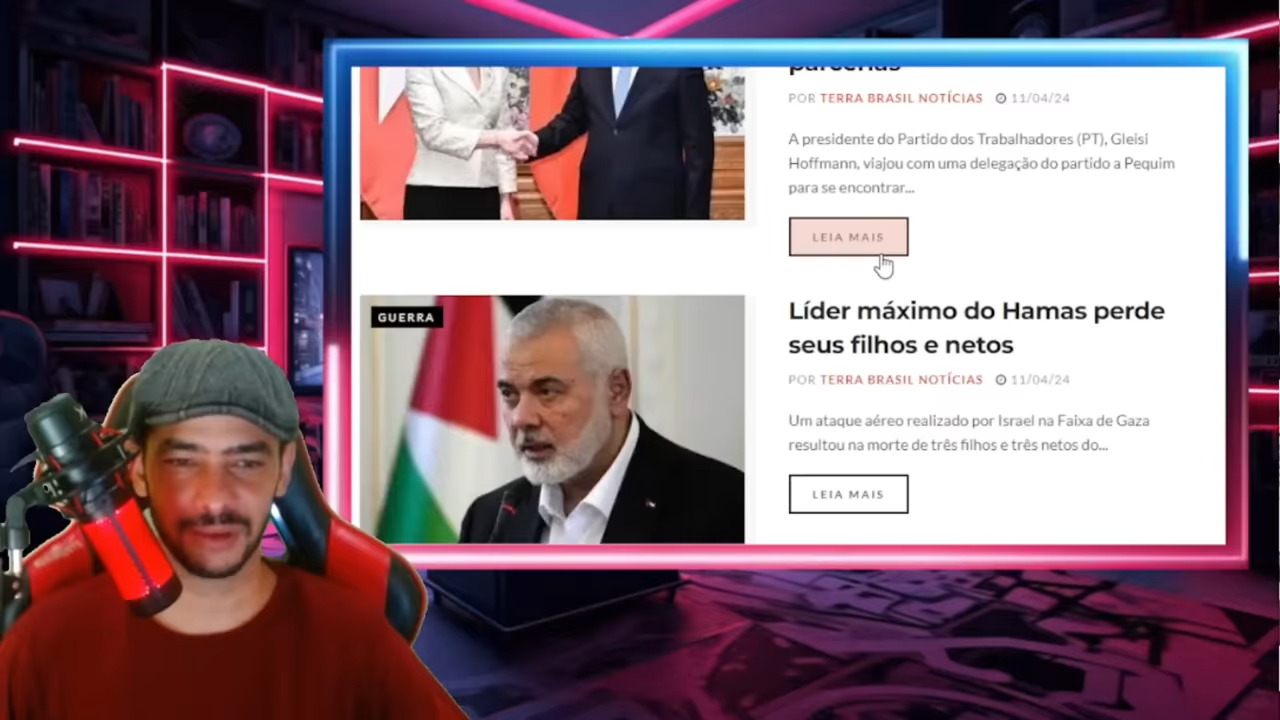 parcerias
POR TERRA BRASIL NOTÍCIAS 11/04/24
A presidente do Partido dos Trabalhadores (PT), Gleisi
Hoffmann, viajou com uma delegação do partido a Pequim
para se encontrar...
LEIA MAIS
GUERRA
Líder máximo do Hamas perde
seus filhos e netos
POR TERRA BRASIL NOTÍCIAS 11/04/24
Um ataque aéreo realizado por Israel na Faixa de Gaza
resultou na morte de três filhos e três netos do...
LEIA MAIS